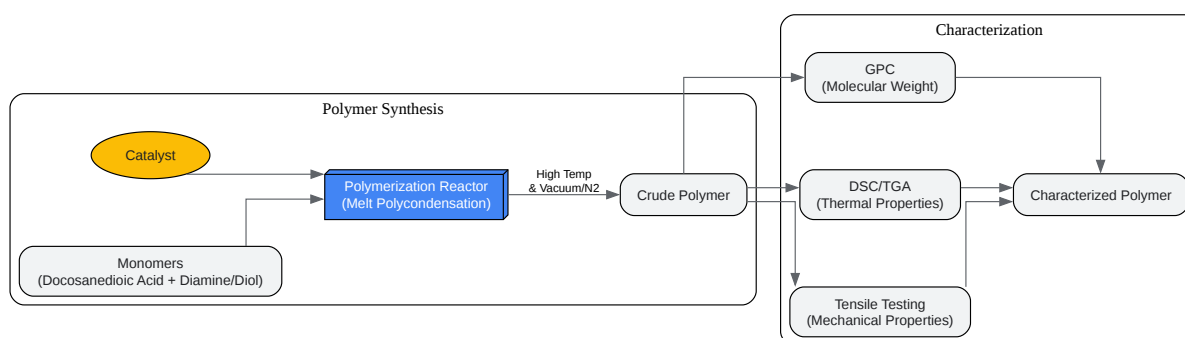 Polymer Synthesis
Catalyst
Monomers
(Docosanedioic Acid + Diamine/Diol)
Polymerization Reactor
(Melt Polycondensation)
High Temp
& Vacuum/N2
Crude Polymer
Characterization
GPC
(Molecular Weight)
DSC/TGA
(Thermal Properties)
Tensile Testing
(Mechanical Properties)
Characterized Polymer